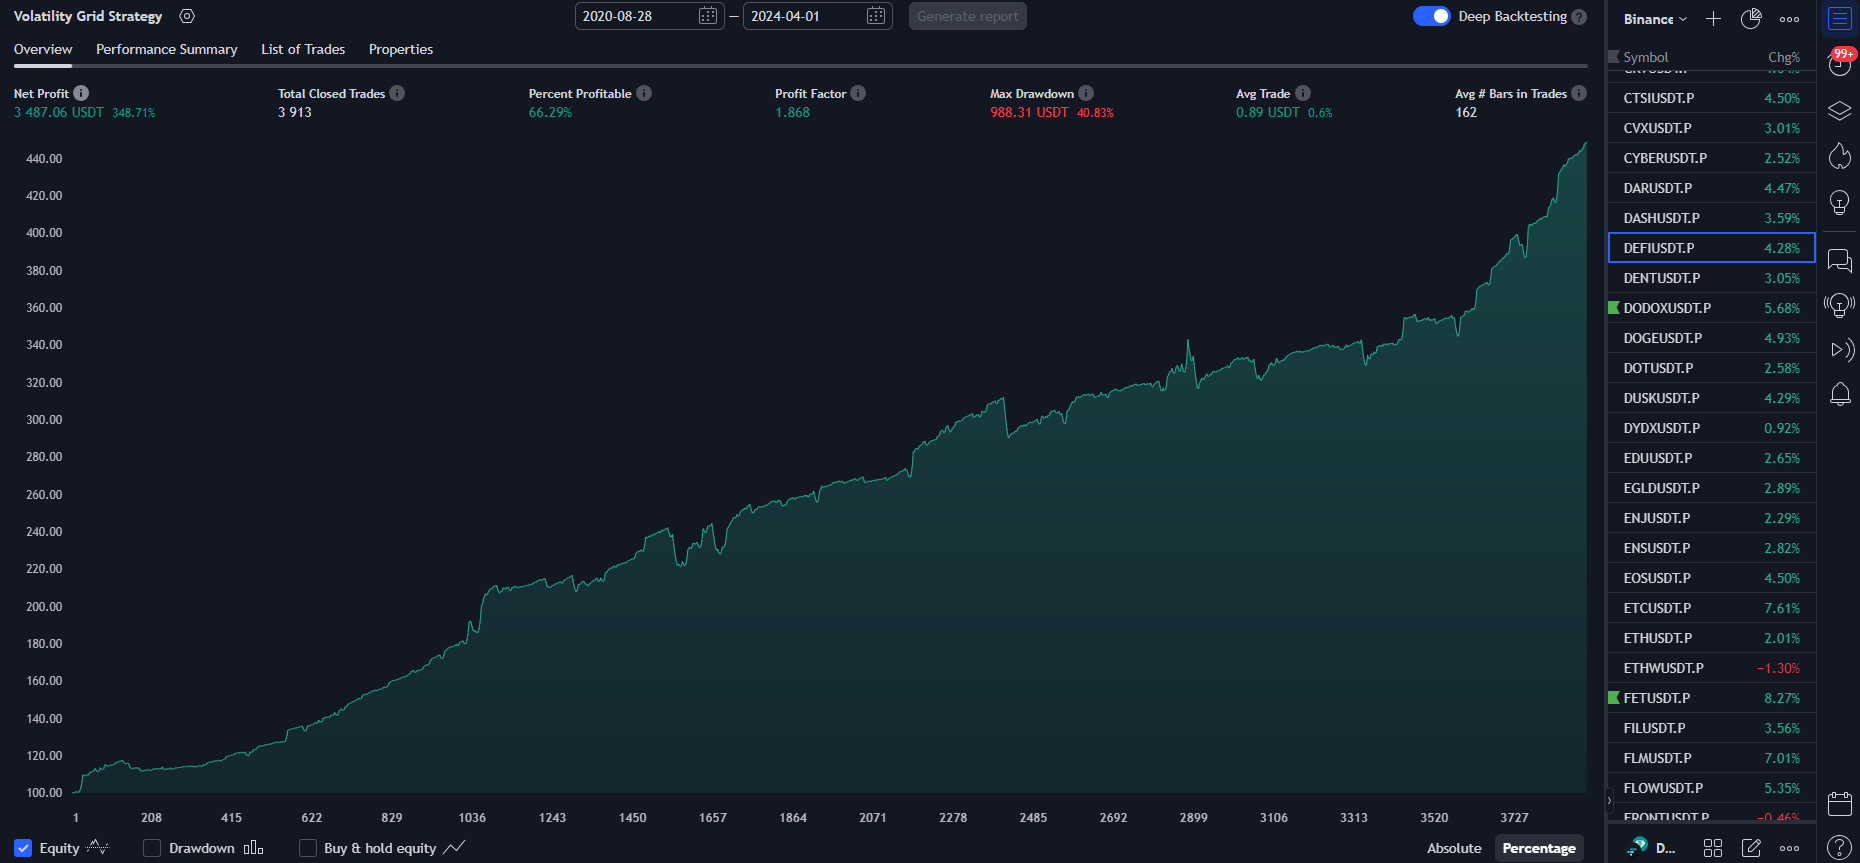 Volatility Grid Strategy
2020-08-28 — 2024-04-01 Generate report Deep Backtesting ?
Overview Performance Summary List of Trades Properties
Net Profit Total Closed Trades Percent Profitable Profit Factor Max Drawdown Avg Trade Avg # Bars in Trades
3 487.06 USDT 348.71% 3 913 66.29% 1.868 988.31 USDT 40.83% 0.89 USDT 0.6% 162
440.00
420.00
400.00
380.00
360.00
340.00
320.00
300.00
280.00
260.00
240.00
220.00
200.00
180.00
160.00
140.00
120.00
100.00
1 208 415 622 829 1036 1243 1450 1657 1864 2071 2278 2485 2692 2899 3106 3313 3520 3727
Equity Drawdown Buy & hold equity Absolute Percentage
Binance
99+
Symbol Chg%
CTSIUSDT.P 4.50%
CVXUSDT.P 3.01%
CYBERUSDT.P 2.52%
DARUSDT.P 4.47%
DASHUSDT.P 3.59%
DEFIUSDT.P 4.28%
DENTUSDT.P 3.05%
DODOXUSDT.P 5.68%
DOGEUSDT.P 4.93%
DOTUSDT.P 2.58%
DUSKUSDT.P 4.29%
DYDXUSDT.P 0.92%
EDUUSDT.P 2.65%
EGLDUSDT.P 2.89%
ENJUSDT.P 2.29%
ENSUSDT.P 2.82%
EOSUSDT.P 4.50%
ETCUSDT.P 7.61%
ETHUSDT.P 2.01%
ETHWUSDT.P −1.30%
FETUSDT.P 8.27%
FILUSDT.P 3.56%
FLMUSDT.P 7.01%
FLOWUSDT.P 5.35%
FRONTUSDT.P −0.46%
D...
?